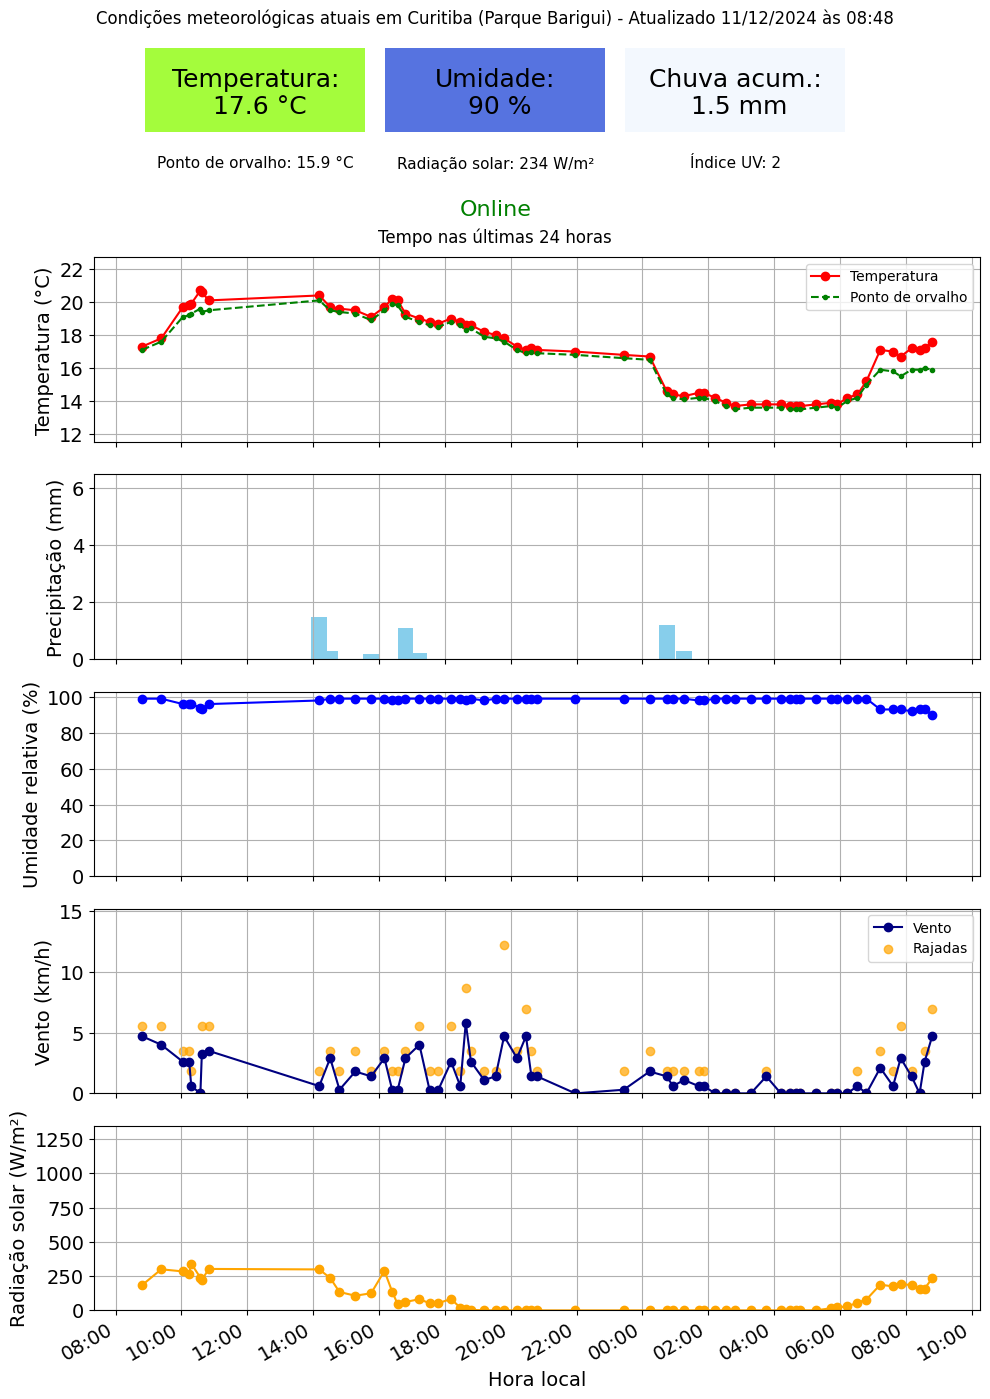 Condições meteorológicas atuais em Curitiba (Parque Barigui) - Atualizado 11/12/2024 às 08:48
Temperatura:
17.6 °C
Umidade:
90 %
Chuva acum.:
1.5 mm
Ponto de orvalho: 15.9 °C
Radiação solar: 234 W/m²
Índice UV: 2
Online
Tempo nas últimas 24 horas
Temperatura (°C)
22
20
18
16
14
12
Temperatura
Ponto de orvalho
Precipitação (mm)
6
4
2
0
Umidade relativa (%)
100
80
60
40
20
0
Vento (km/h)
15
10
5
0
Vento
Rajadas
Radiação solar (W/m²)
1250
1000
750
500
250
0
08:00
10:00
12:00
14:00
16:00
18:00
20:00
22:00
00:00
02:00
04:00
06:00
08:00
10:00
Hora local